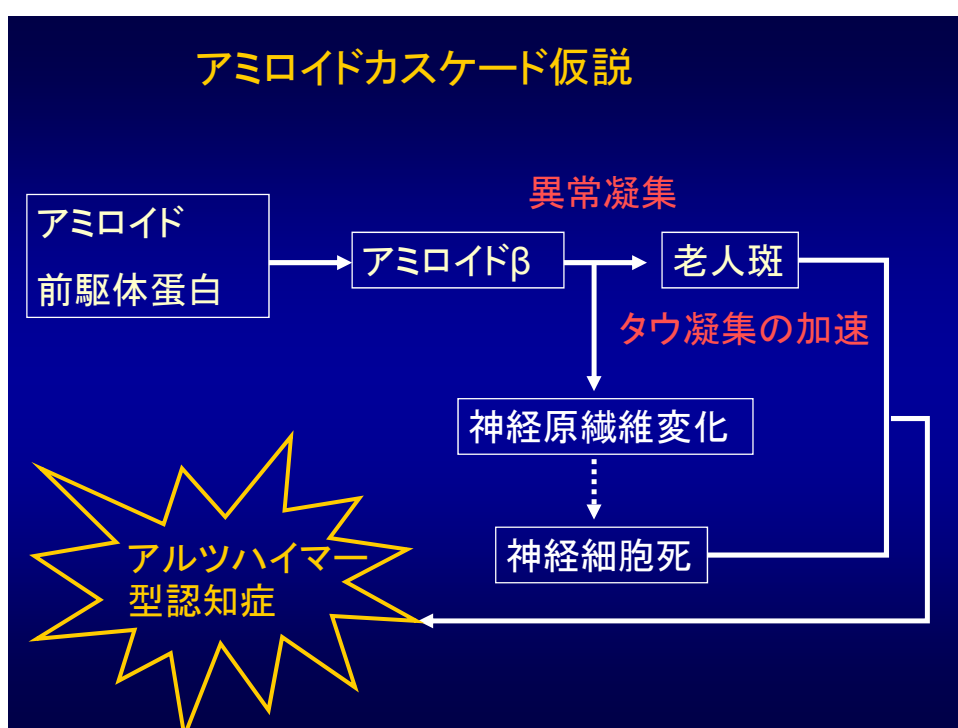 アミロイドカスケード仮説
異常凝集
アミロイド
前駆体蛋白
アミロイドβ
老人斑
タウ凝集の加速
神経原繊維変化
神経細胞死
アルツハイマー
型認知症